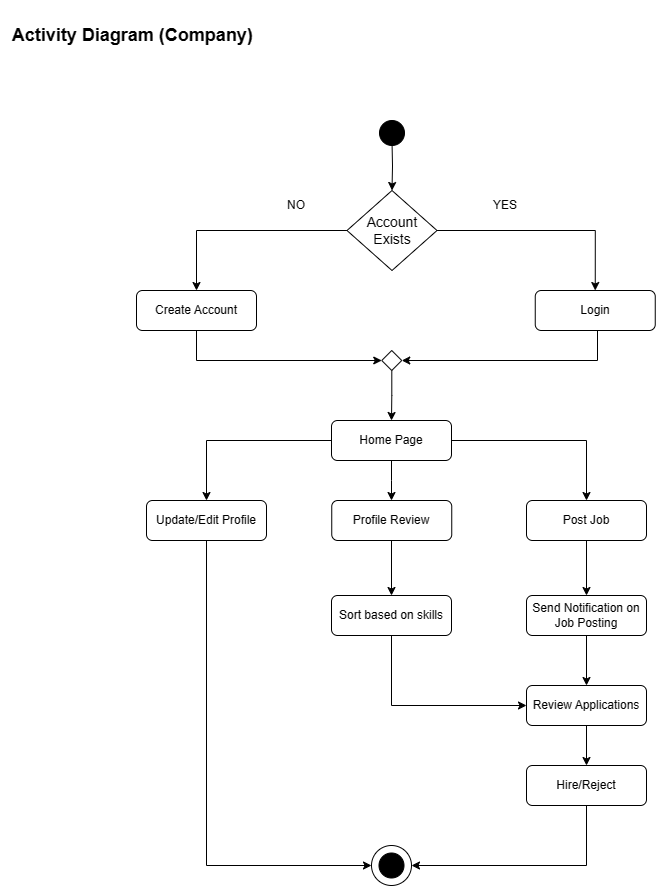 Activity Diagram (Company)
NO
YES
Account
Exists
Create Account
Login
Home Page
Update/Edit Profile
Profile Review
Post Job
Sort based on skills
Send Notification on
Job Posting
Review Applications
Hire/Reject